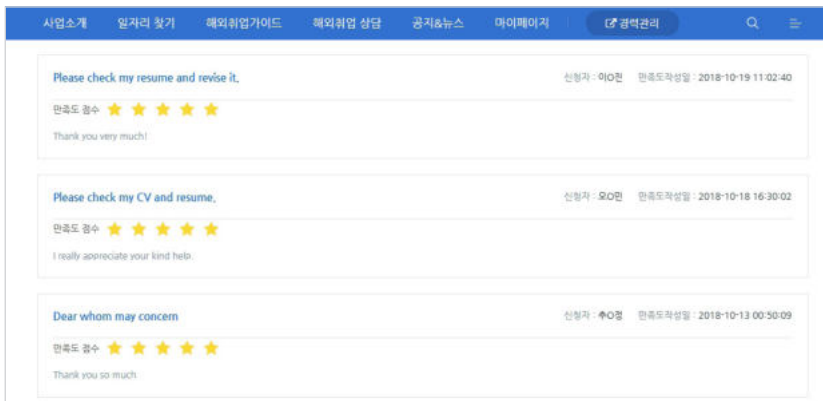 사업소개 일자리 찾기 해외취업가이드 해외취업 상담 공지&뉴스 마이페이지 경력관리
Please check my resume and revise it.
신청자 : 이O진 만족도작성일 : 2018-10-19 11:02:40
만족도 점수
Thank you very much!
Please check my CV and resume.
신청자 : 모O민 만족도작성일 : 2018-10-18 16:30:02
만족도 점수
I really appreciate your kind help.
Dear whom may concern
신청자 : 추O정 만족도작성일 : 2018-10-13 00:50:09
만족도 점수
Thank you so much